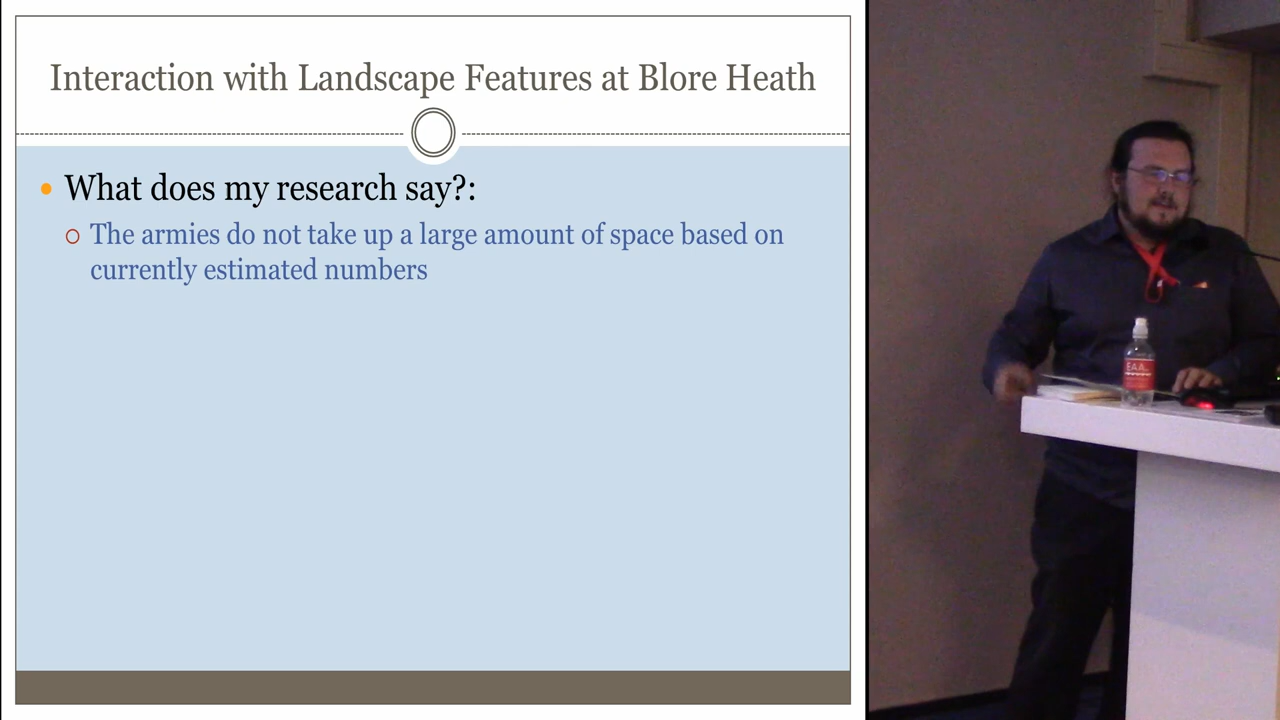 Interaction with Landscape Features at Blore Heath
What does my research say?:
The armies do not take up a large amount of space based on
currently estimated numbers
EAA